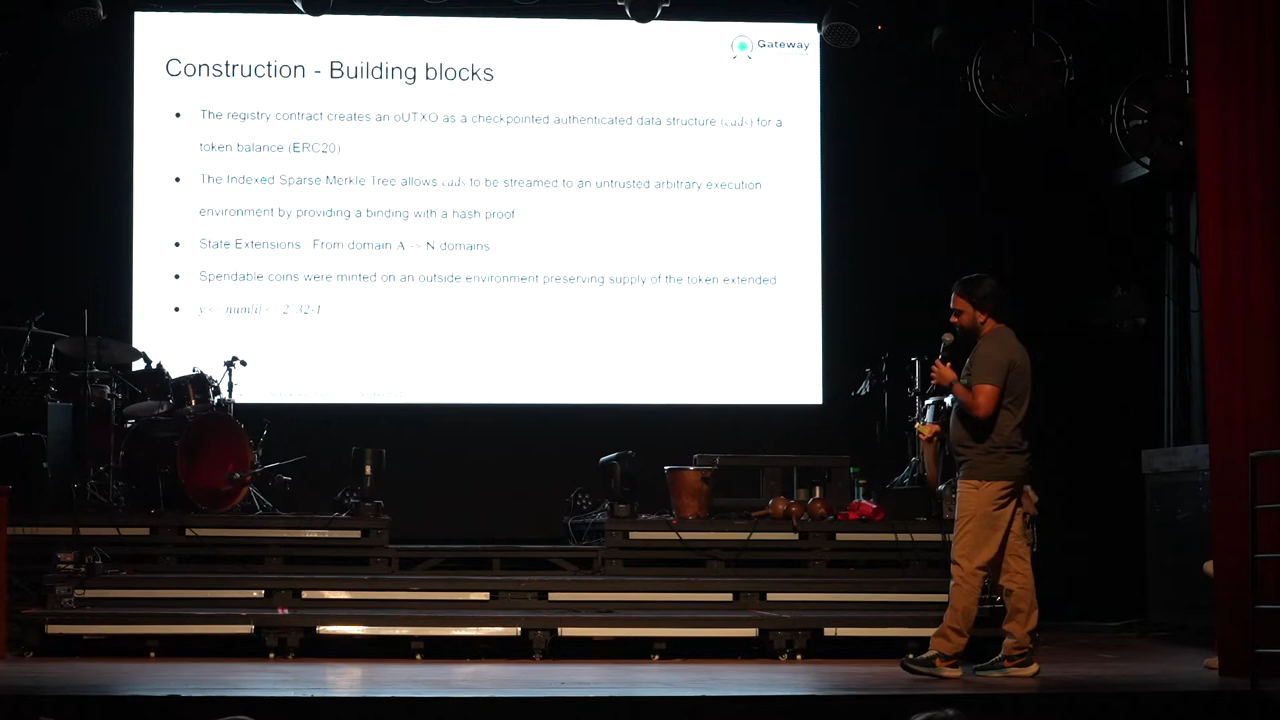 Gateway
Construction - Building blocks
The registry contract creates an oUTXO as a checkpointed authenticated data structure (cads) for a
token balance (ERC20)
The Indexed Sparse Merkle Tree allows cads to be streamed to an untrusted arbitrary execution
environment by providing a binding with a hash proof
State Extensions From domain A -> N domains
Spendable coins were minted on an outside environment preserving supply of the token extended
2^32-1